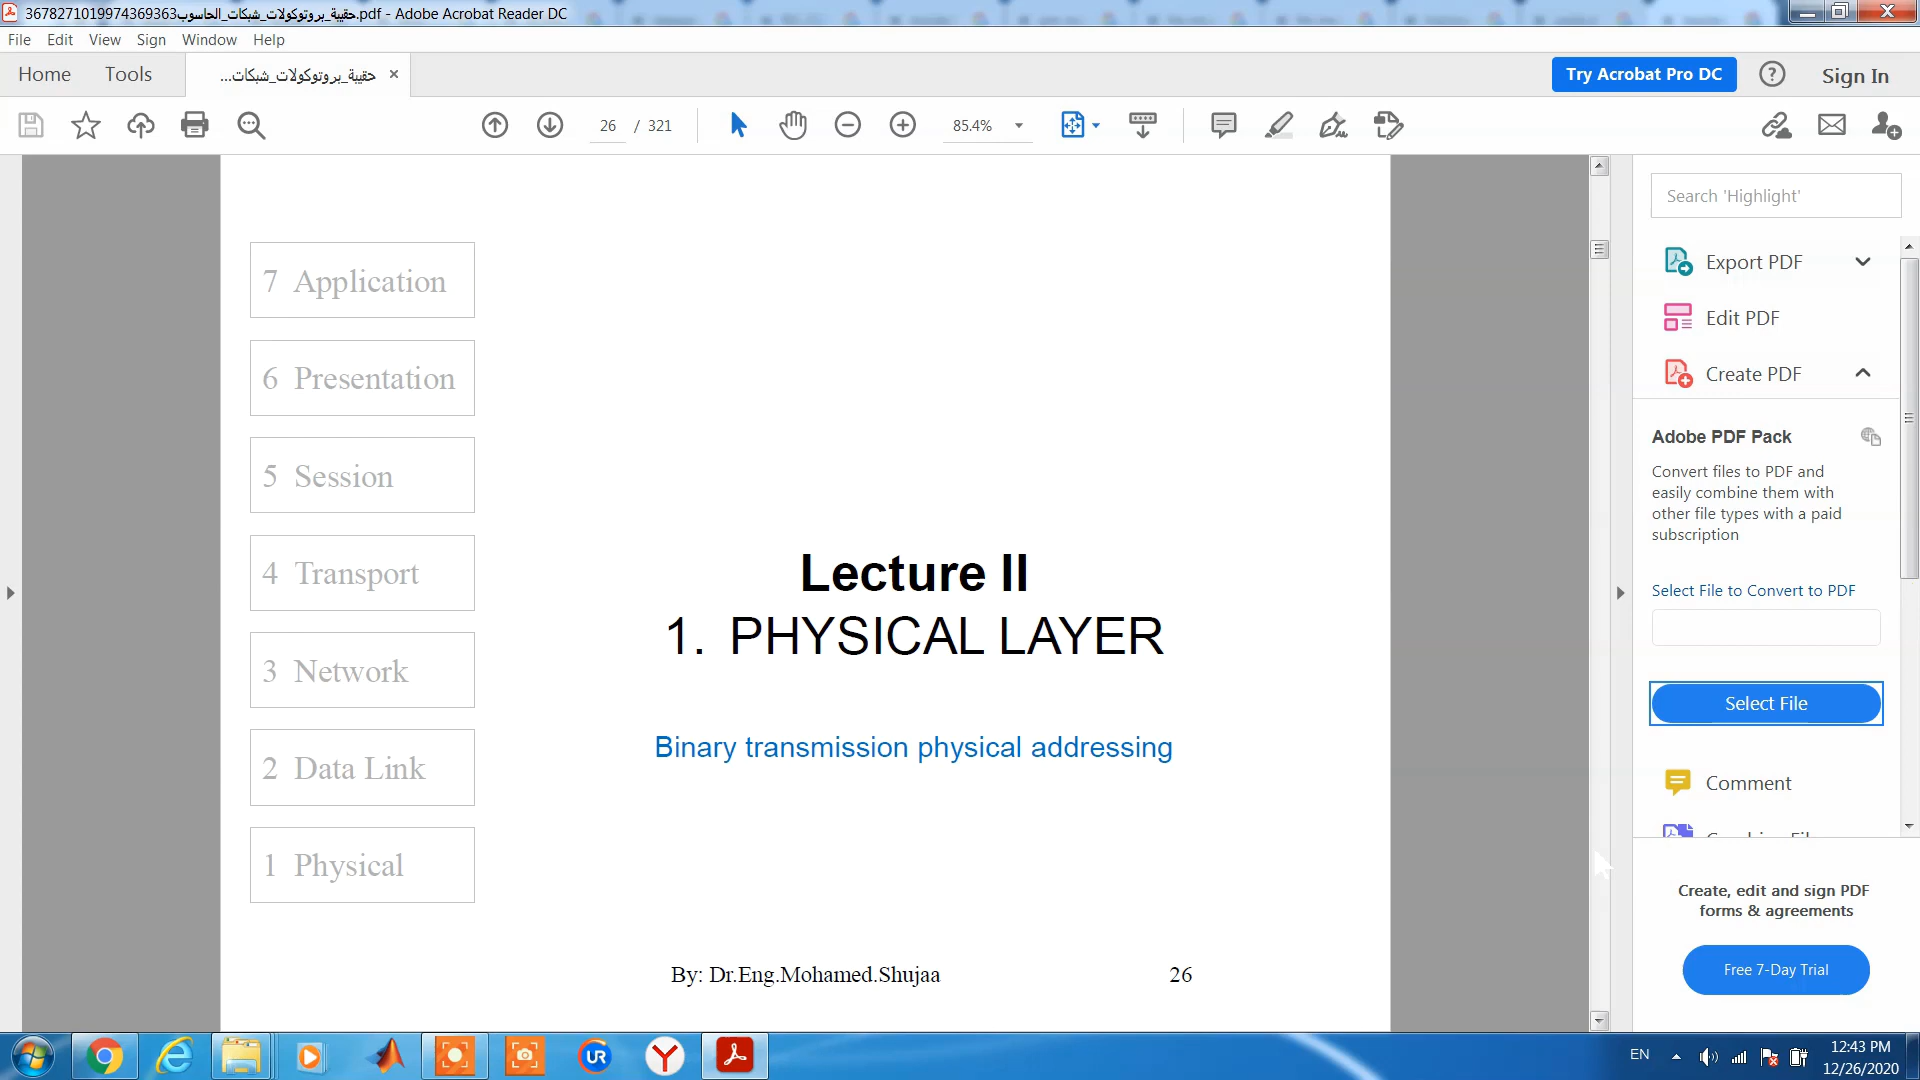 3678271019974369363حقيبة_بروتوكولات_شبكات_الحاسوب.pdf - Adobe Acrobat Reader DC
File Edit View Sign Window Help
Home Tools حقيبة_بروتوكولات_شبكات... × Try Acrobat Pro DC ? Sign In
26 / 321 85.4%
Search 'Highlight'
7 Application
Export PDF
Edit PDF
6 Presentation
Create PDF
Adobe PDF Pack
Convert files to PDF and
easily combine them with
other file types with a paid
subscription
5 Session
4 Transport
Lecture II
Select File to Convert to PDF
1. PHYSICAL LAYER
3 Network
Select File
Binary transmission physical addressing
2 Data Link
Comment
1 Physical
Create, edit and sign PDF
forms & agreements
Free 7-Day Trial
By: Dr.Eng.Mohamed.Shujaa 26
UR
EN
12:43 PM
12/26/2020